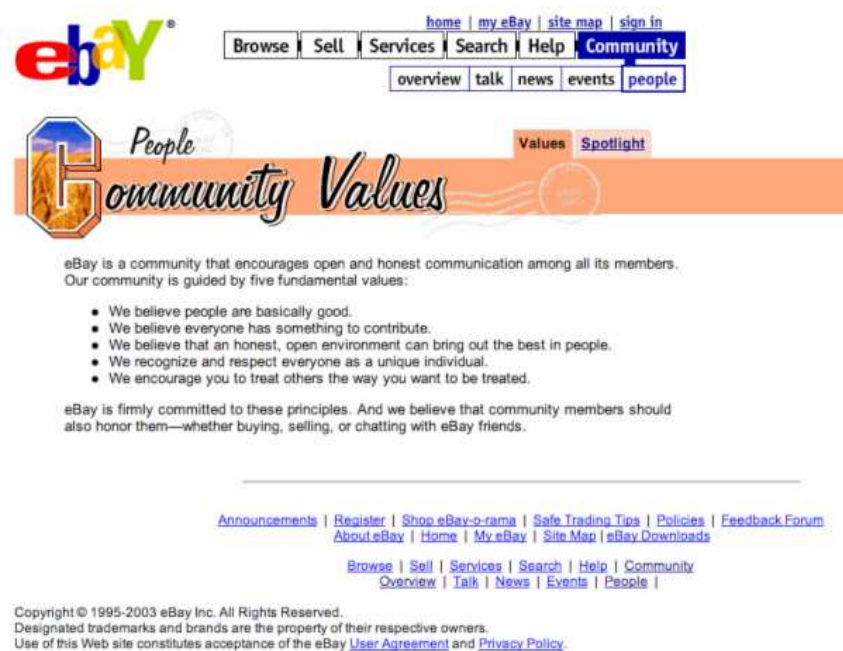 ebaY®
home | my eBay | site map | sign in
Browse Sell Services Search Help Community
overview talk news events people
People
Community Values
Values Spotlight
eBay is a community that encourages open and honest communication among all its members.
Our community is guided by five fundamental values:
• We believe people are basically good.
• We believe everyone has something to contribute.
• We believe that an honest, open environment can bring out the best in people.
• We recognize and respect everyone as a unique individual.
• We encourage you to treat others the way you want to be treated.
eBay is firmly committed to these principles. And we believe that community members should
also honor them—whether buying, selling, or chatting with eBay friends.
Announcements | Register | Shop eBay-o-rama | Safe Trading Tips | Policies | Feedback Forum
About eBay | Home | My eBay | Site Map | eBay Downloads
Browse | Sell | Services | Search | Help | Community
Overview | Talk | News | Events | People |
Copyright © 1995-2003 eBay Inc. All Rights Reserved.
Designated trademarks and brands are the property of their respective owners.
Use of this Web site constitutes acceptance of the eBay User Agreement and Privacy Policy.